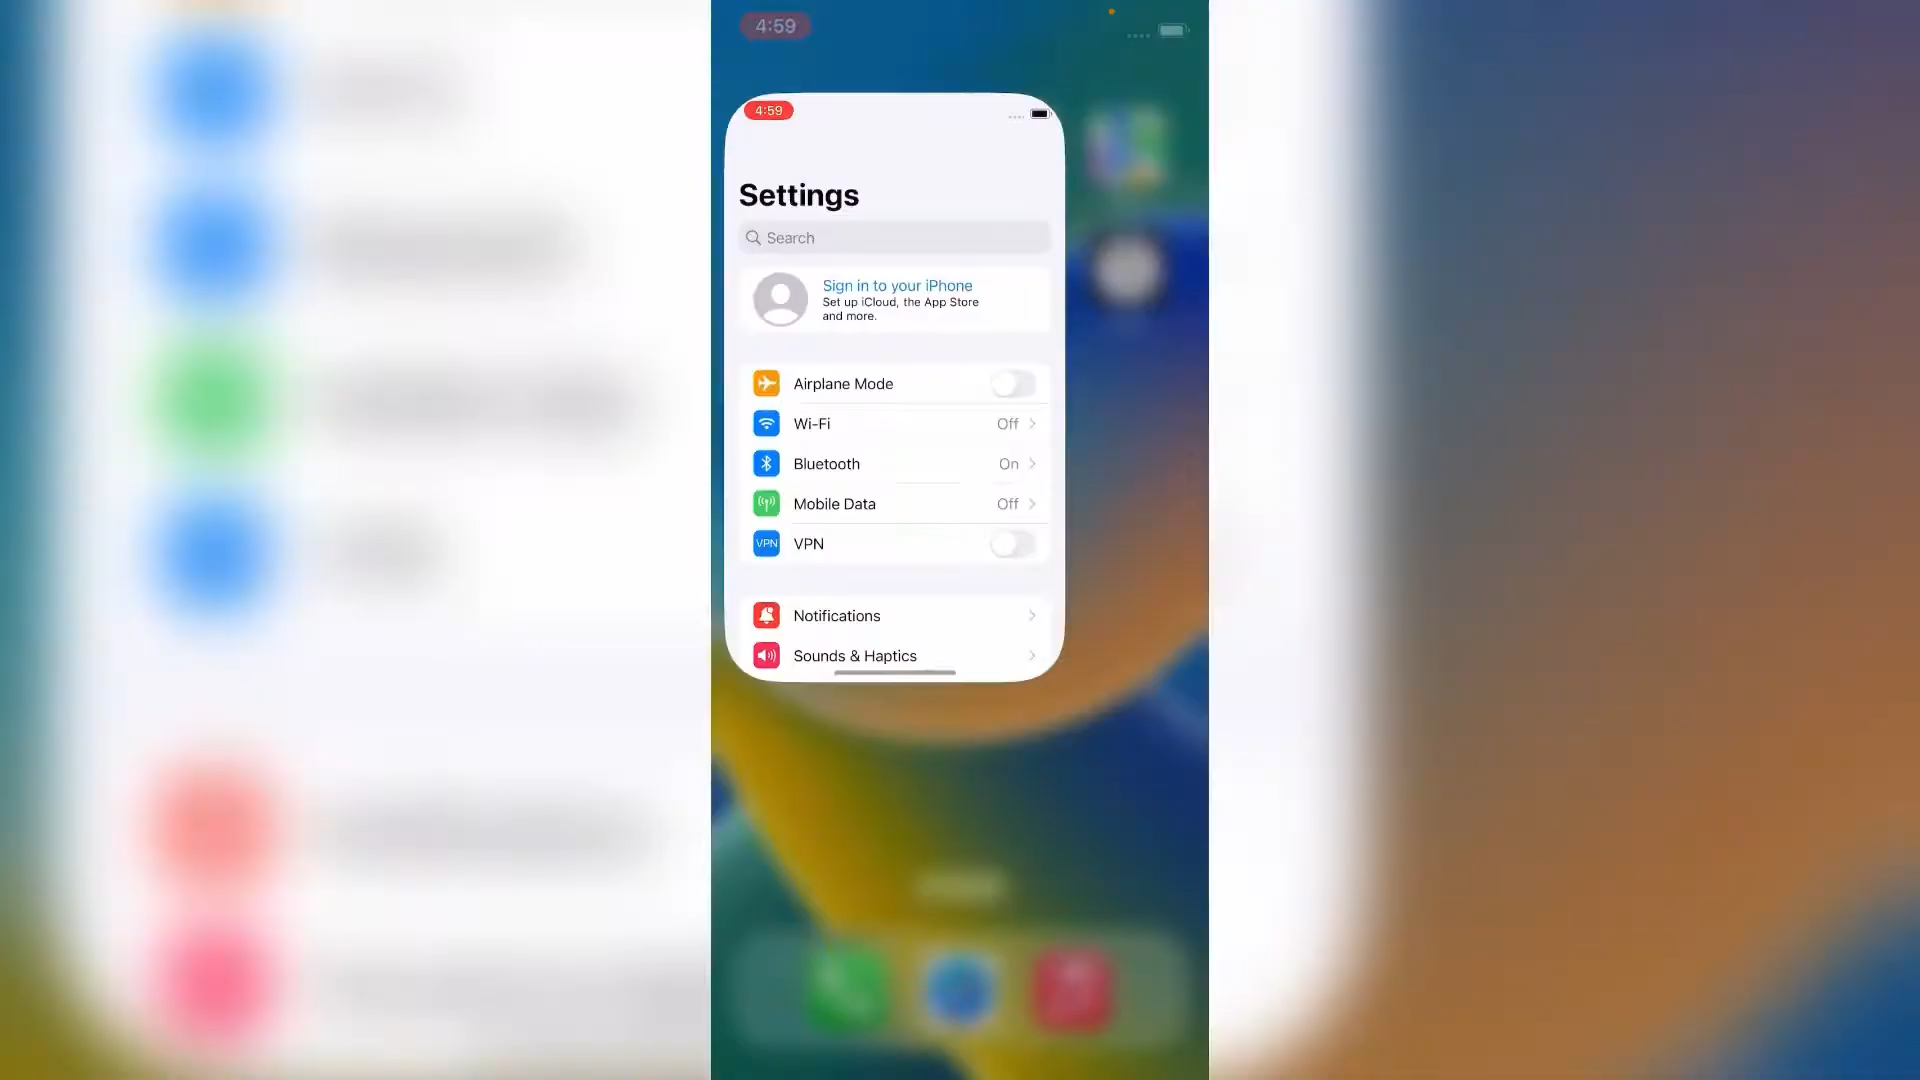 4:59
4:59
Settings
Search
Sign in to your iPhone
Set up iCloud, the App Store
and more.
Airplane Mode
Wi-Fi Off
Bluetooth On
Mobile Data Off
VPN VPN
Notifications
Sounds & Haptics